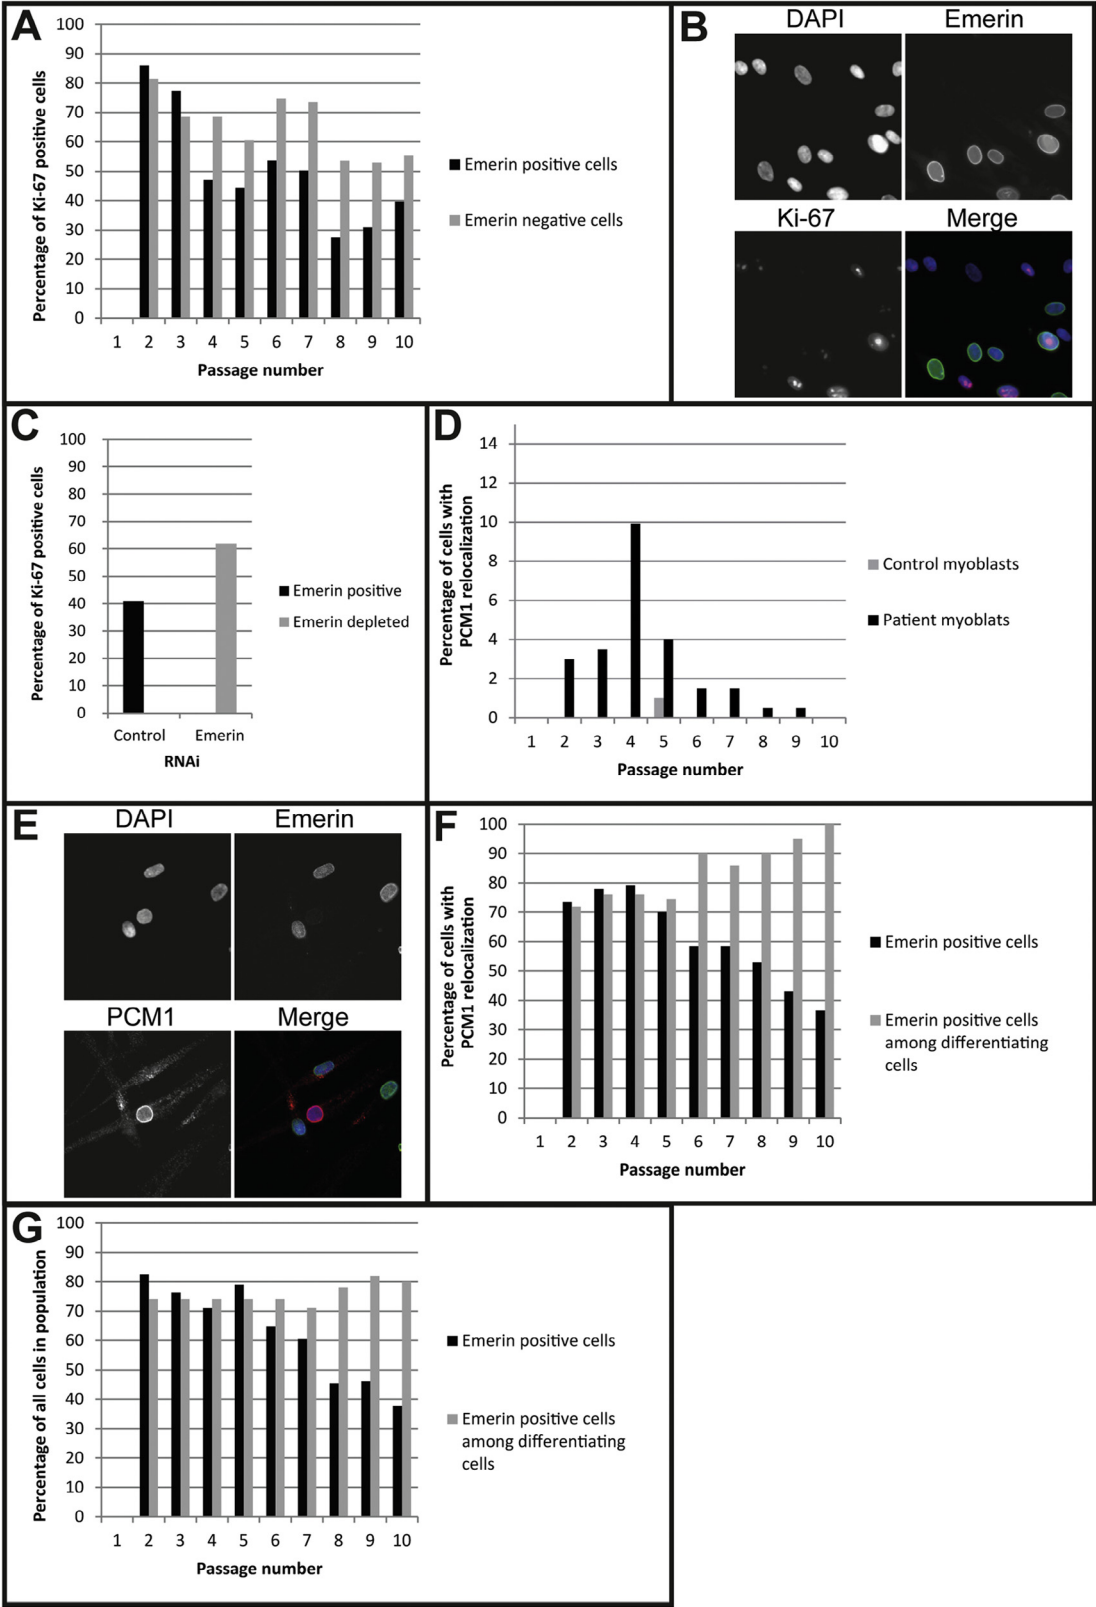 A
100
90
80
70
60
50
40
30
20
10
0
Percentage of Ki-67 positive cells
1 2 3 4 5 6 7 8 9 10
Passage number
Emerin positive cells
Emerin negative cells
B
DAPI Emerin
Ki-67 Merge
C
100
90
80
70
60
50
40
30
20
10
0
Percentage of Ki-67 positive cells
Control Emerin
RNAi
Emerin positive
Emerin depleted
D
14
12
10
8
6
4
2
0
Percentage of cells with
PCM1 relocalization
1 2 3 4 5 6 7 8 9 10
Passage number
Control myoblasts
Patient myoblats
E
DAPI Emerin
PCM1 Merge
F
100
90
80
70
60
50
40
30
20
10
0
Percentage of cells with
PCM1 relocalization
1 2 3 4 5 6 7 8 9 10
Passage number
Emerin positive cells
Emerin positive cells
among differentiating
cells
G
100
90
80
70
60
50
40
30
20
10
0
Percentage of all cells in population
1 2 3 4 5 6 7 8 9 10
Passage number
Emerin positive cells
Emerin positive cells
among differentiating
cells